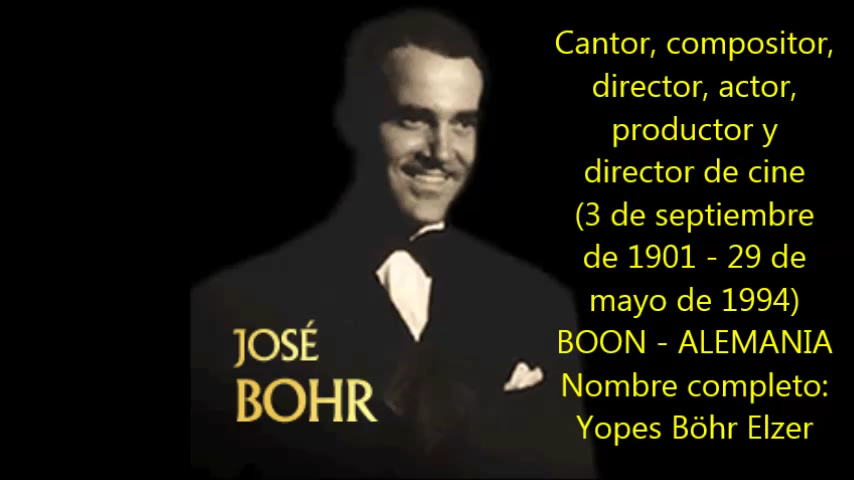 JOSÉ
BOHR
Cantor, compositor,
director, actor,
productor y
director de cine
(3 de septiembre
de 1901 - 29 de
mayo de 1994)
BOON - ALEMANIA
Nombre completo:
Yopes Böhr Elzer